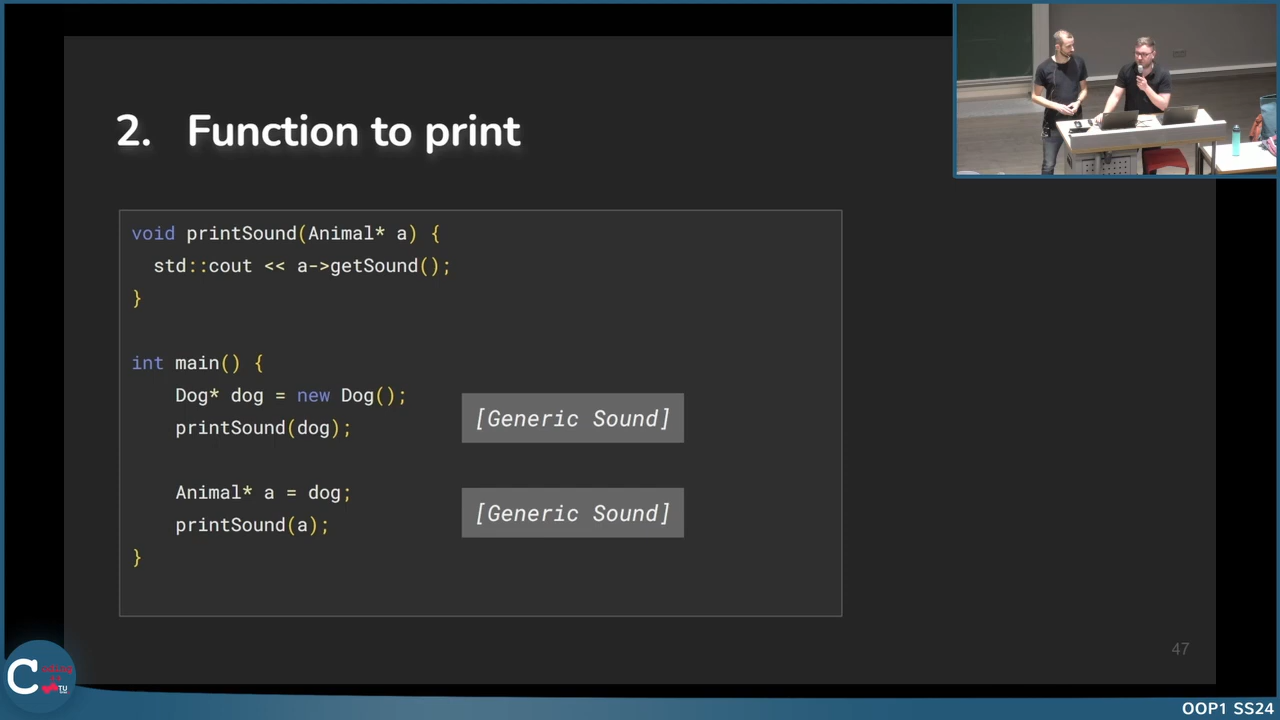 2. Function to print
void printSound(Animal* a) {
std::cout << a->getSound();
}
int main() {
Dog* dog = new Dog();
printSound(dog);
[Generic Sound]
Animal* a = dog;
printSound(a);
[Generic Sound]
}
47
C
TU
OOP1 SS24